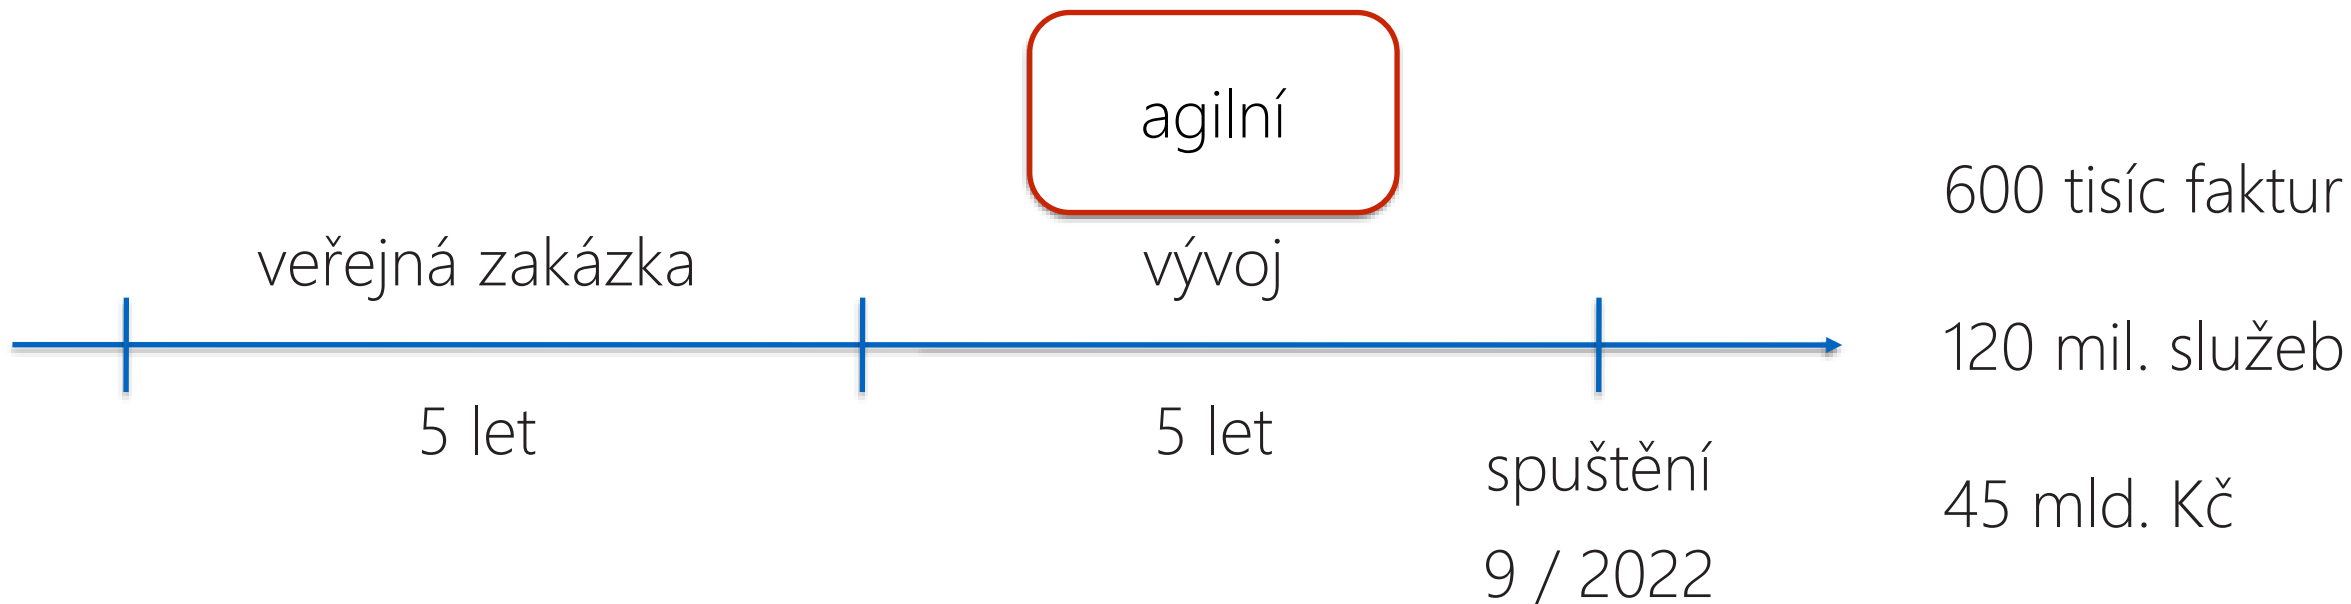 agilní
veřejná zakázka
vývoj
5 let
5 let
spuštění
9 / 2022
600 tisíc faktur
120 mil. služeb
45 mld. Kč